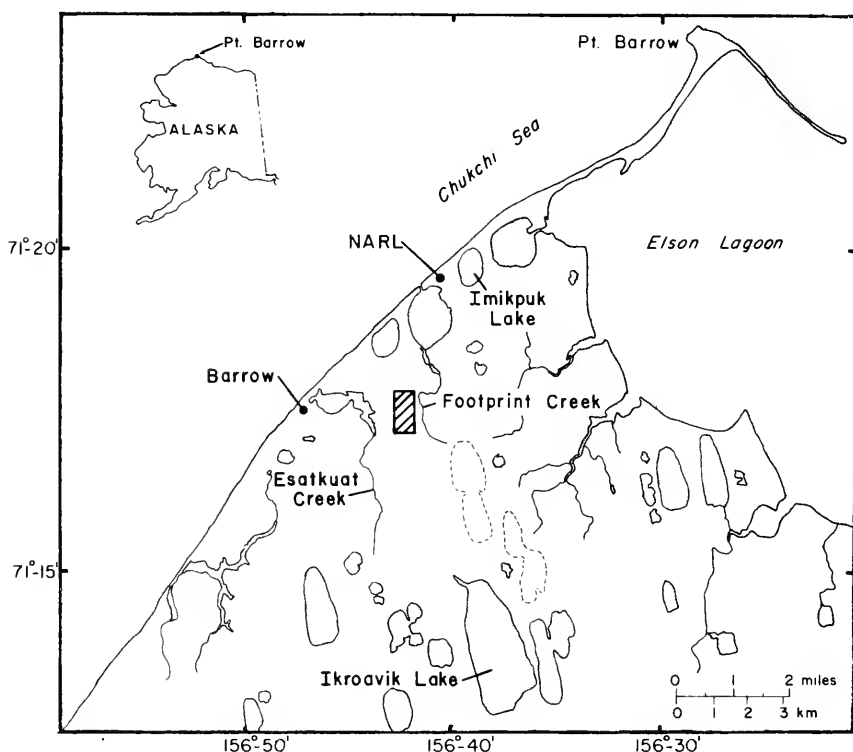 Pt. Barrow
Pt. Barrow
ALASKA
Chukchi Sea
71°20'
NARL
Elson Lagoon
Imikpuk
Lake
Barrow
Footprint Creek
Esatkuat
Creek
71°15'
Ikroavik Lake
0 1 2 miles
0 1 2 3 km
156°50'
156°40'
156°30'